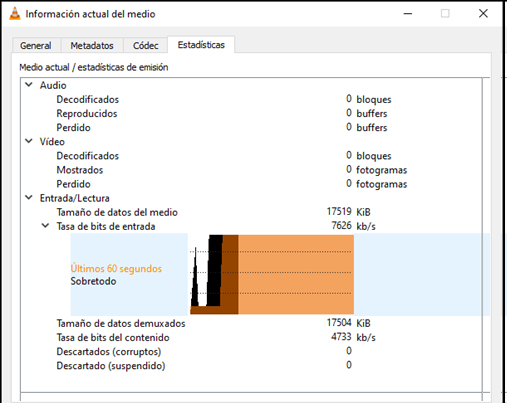 Información actual del medio
General Metadatos Códec Estadísticas
Medio actual / estadísticas de emisión
Audio
Decodificados 0 bloques
Reproducidos 0 buffers
Perdido 0 buffers
Vídeo
Decodificados 0 bloques
Mostrados 0 fotogramas
Perdido 0 fotogramas
Entrada/Lectura
Tamaño de datos del medio 17519 KiB
Tasa de bits de entrada 7626 kb/s
Últimos 60 segundos
Sobretodo
Tamaño de datos demuxados 17504 KiB
Tasa de bits del contenido 4733 kb/s
Descartados (corruptos) 0
Descartado (suspendido) 0